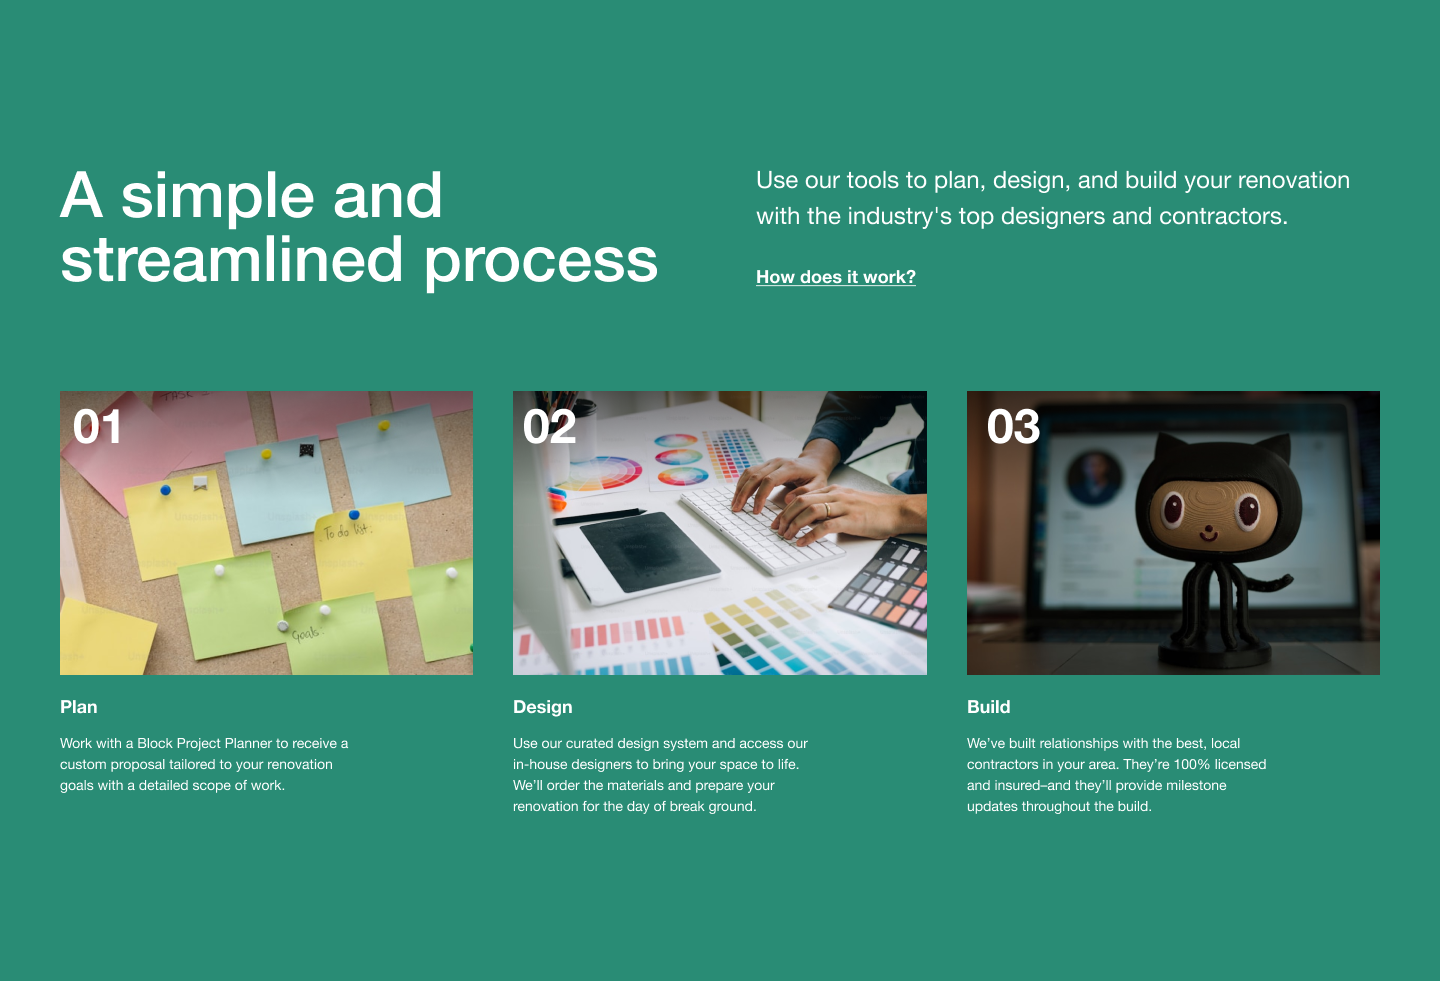 A simple and
streamlined process
Use our tools to plan, design, and build your renovation
with the industry's top designers and contractors.
How does it work?
01
TASK
To do list.
Goals.
02
03
Plan
Work with a Block Project Planner to receive a
custom proposal tailored to your renovation
goals with a detailed scope of work.
Design
Use our curated design system and access our
in-house designers to bring your space to life.
We’ll order the materials and prepare your
renovation for the day of break ground.
Build
We’ve built relationships with the best, local
contractors in your area. They’re 100% licensed
and insured–and they’ll provide milestone
updates throughout the build.